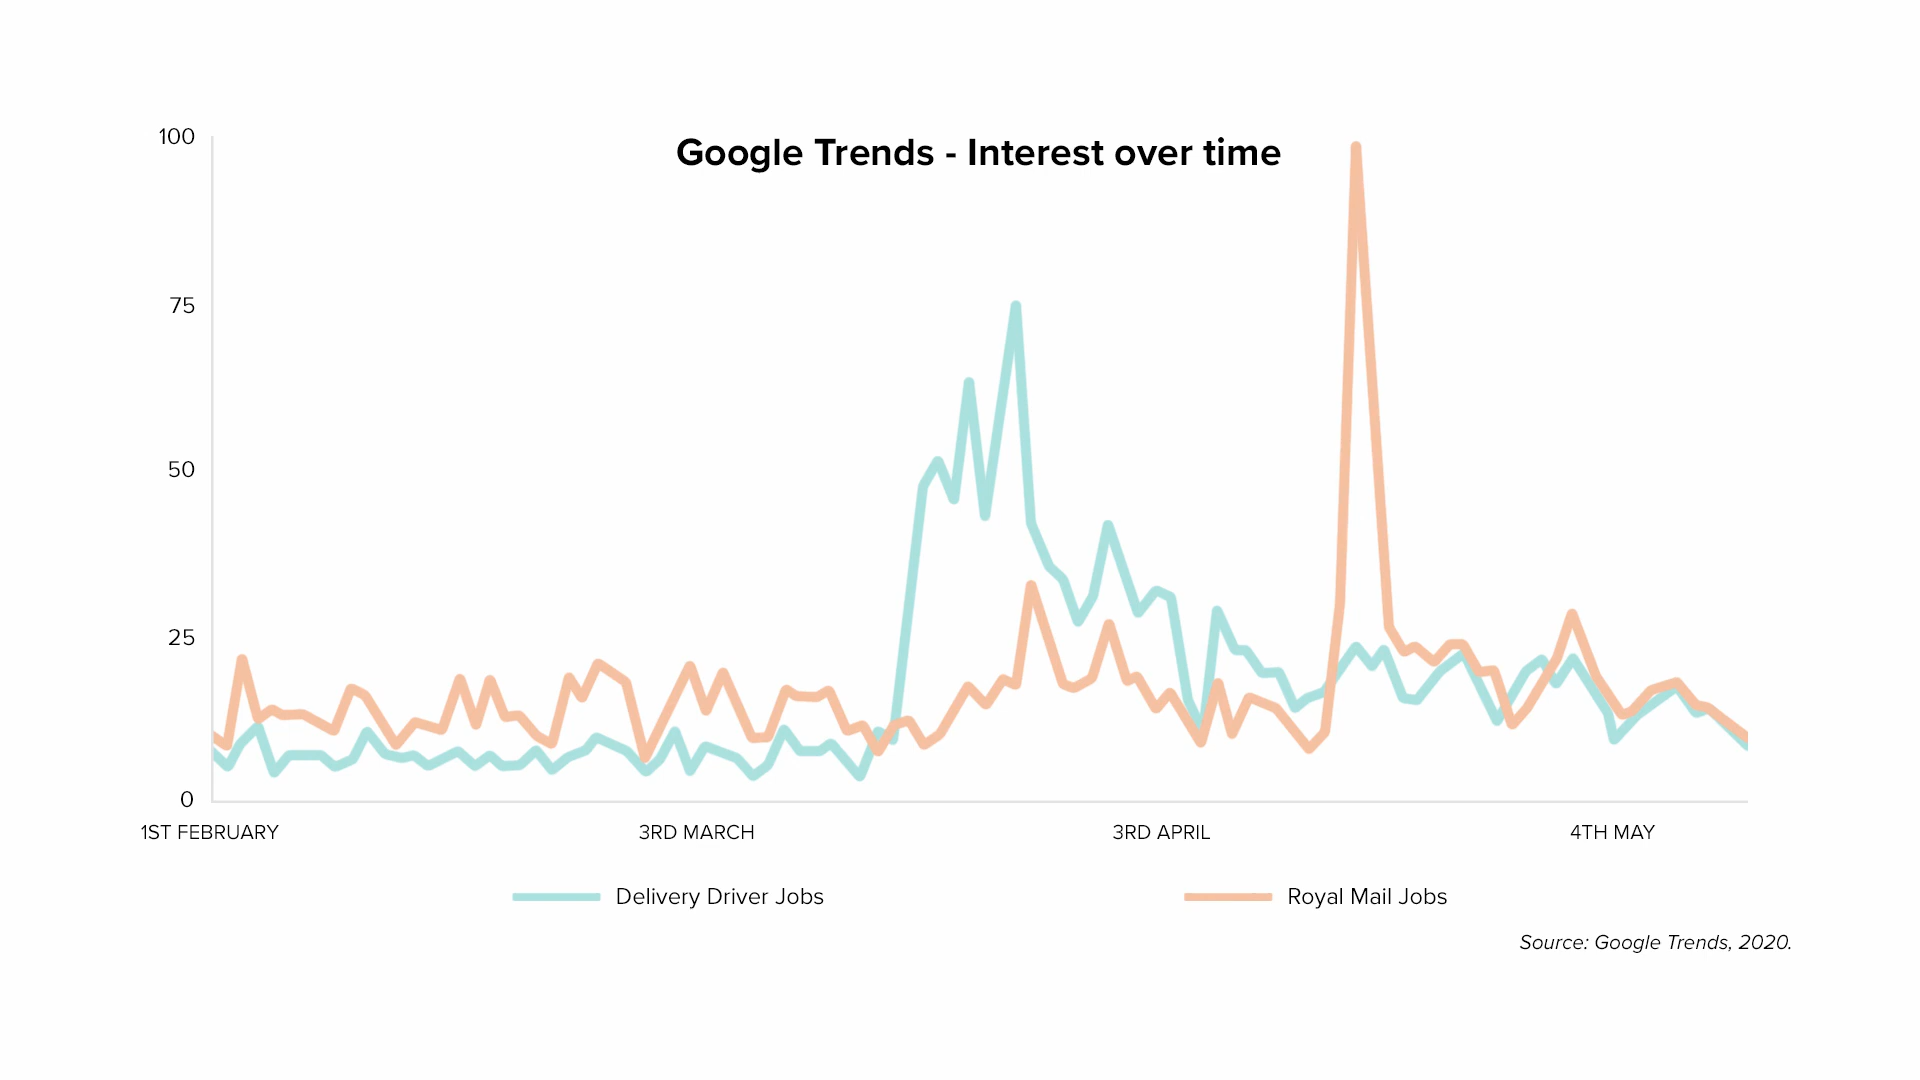 Google Trends - Interest over time
100
75
50
25
0
1ST FEBRUARY
3RD MARCH
3RD APRIL
4TH MAY
Delivery Driver Jobs
Royal Mail Jobs
Source: Google Trends, 2020.